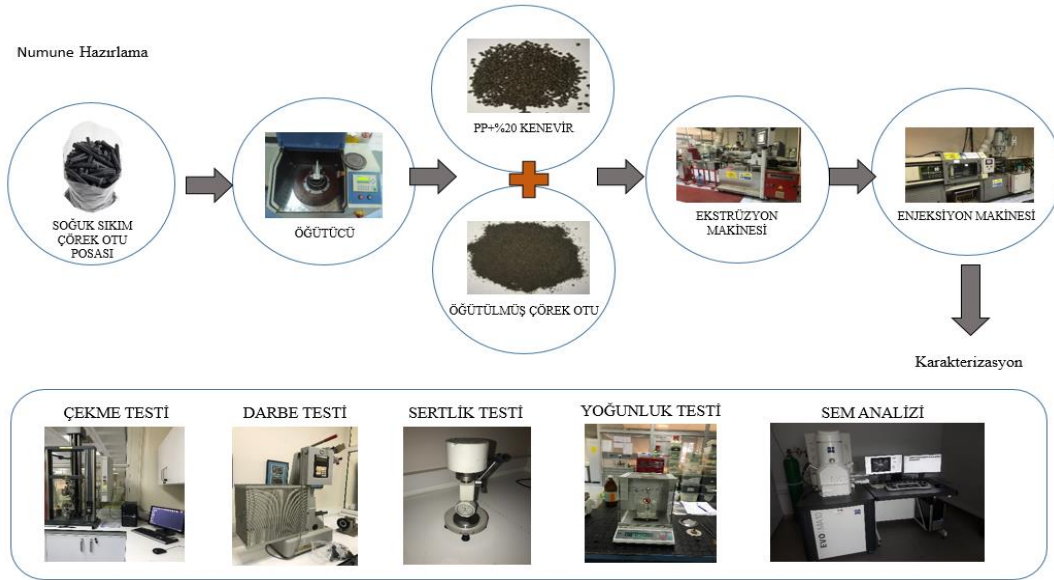 Numune Hazırlama
PP+%20 KENEVİR
SOĞUK SIKIM
ÇÖREK OTU
POSASI
ÖĞÜTÜCÜ
ÖĞÜTÜLMÜŞ ÇÖREK OTU
EKSTRÜZYON
MAKİNESİ
ENJEKSİYON MAKİNESİ
Karakterizasyon
ÇEKME TESTİ
DARBE TESTİ
SERTLİK TESTİ
YOĞUNLUK TESTİ
SEM ANALİZİ
EVO